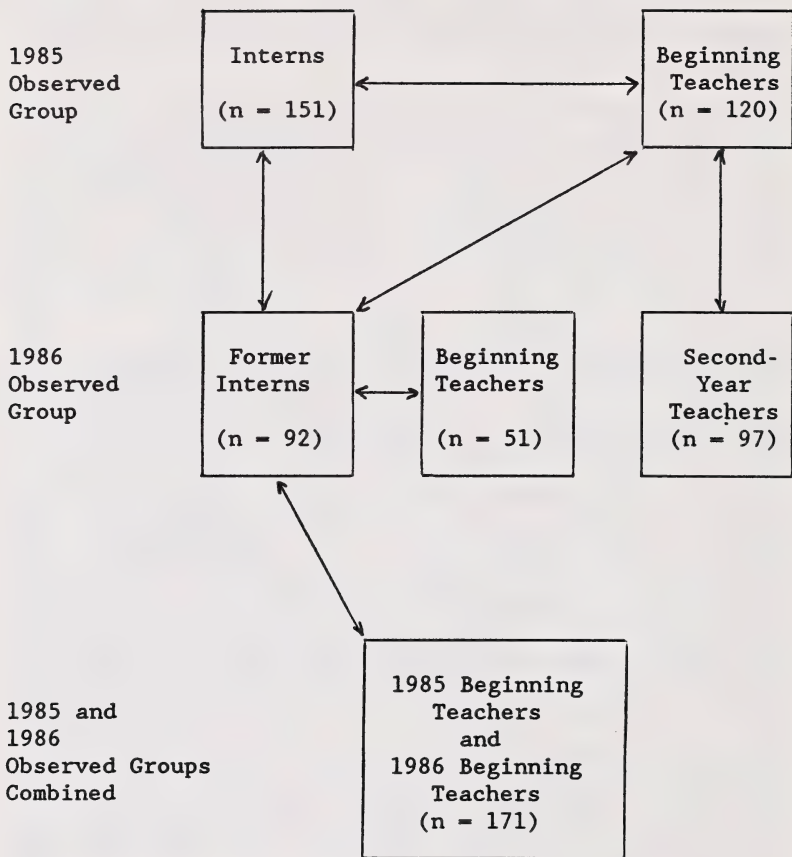 1985
Observed
Group
Interns
(n = 151)
Beginning
Teachers
(n = 120)
1986
Observed
Group
Former
Interns
(n = 92)
Beginning
Teachers
(n = 51)
Second-
Year
Teachers
(n = 97)
1985 and
1986
Observed Groups
Combined
1985 Beginning
Teachers
and
1986 Beginning
Teachers
(n = 171)